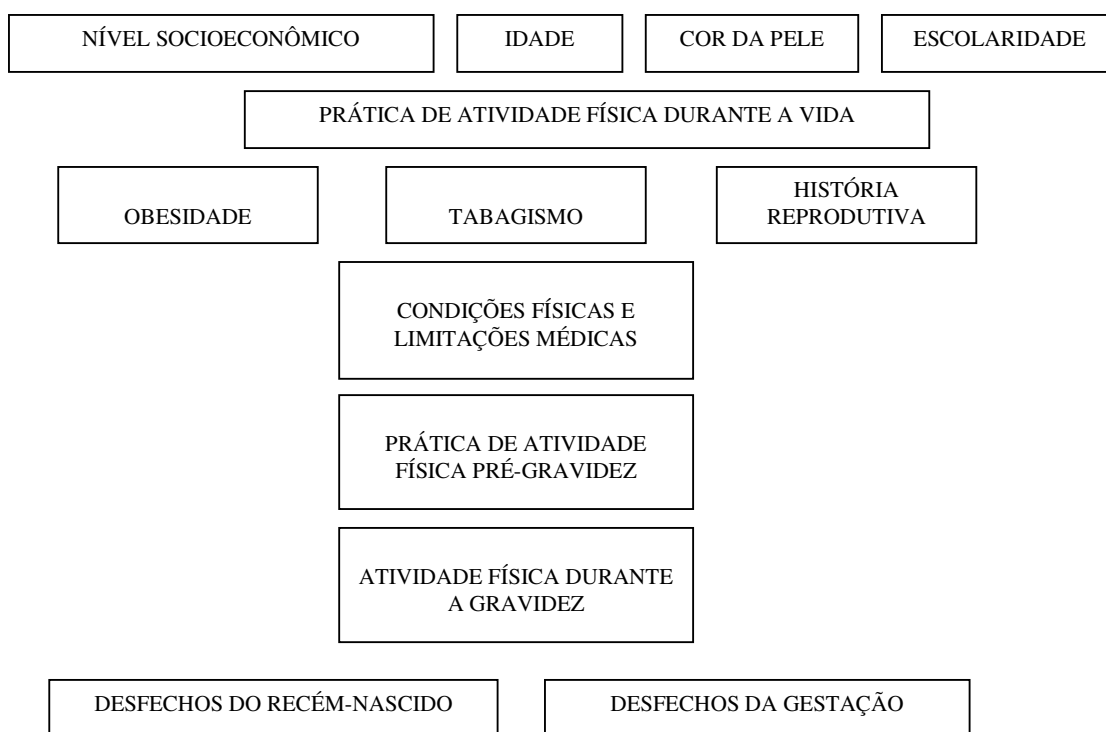 NÍVEL SOCIOECONÔMICO
IDADE
COR DA PELE
ESCOLARIDADE
PRÁTICA DE ATIVIDADE FÍSICA DURANTE A VIDA
OBESIDADE
TABAGISMO
HISTÓRIA
REPRODUTIVA
CONDIÇÕES FÍSICAS E
LIMITAÇÕES MÉDICAS
PRÁTICA DE ATIVIDADE
FÍSICA PRÉ-GRAVIDEZ
ATIVIDADE FÍSICA DURANTE
A GRAVIDEZ
DESFECHOS DO RECÉM-NASCIDO
DESFECHOS DA GESTAÇÃO